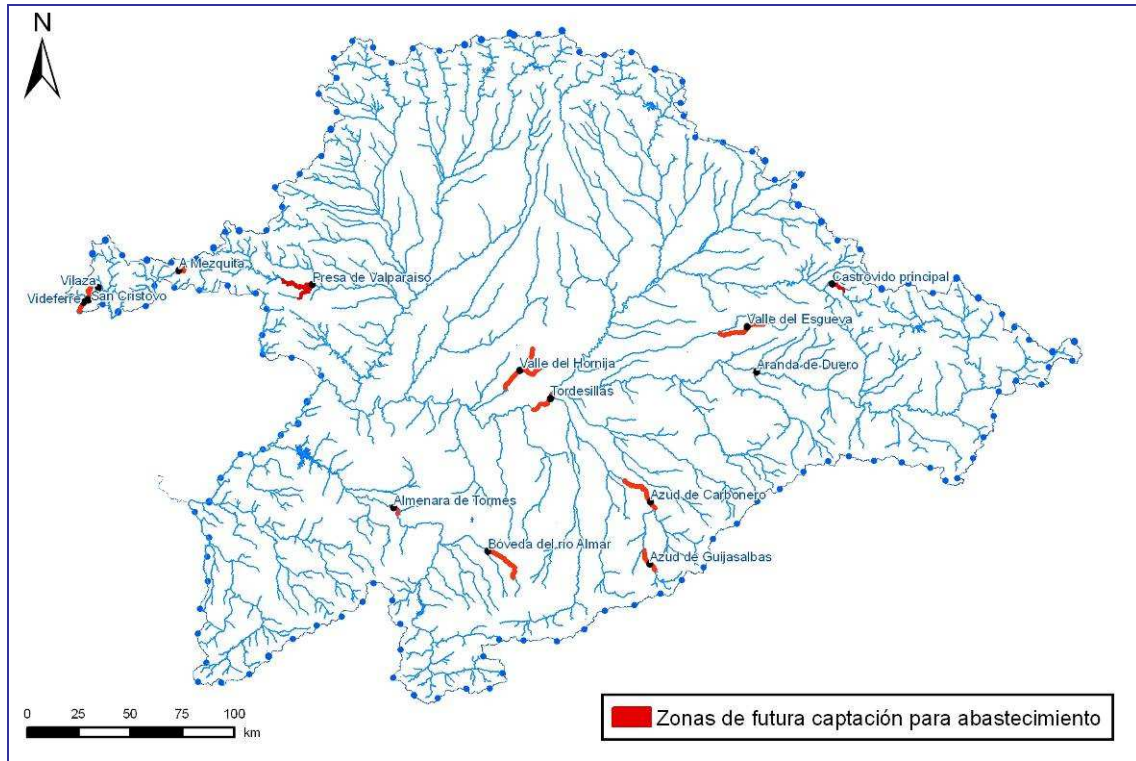 N
A Mezquita
Vilaza
Presa de Valparaiso
Castrovido principal
Videferre
San Cristovo
Valle del Esgueva
Valle del Hornija
Aranda de Duero
Tordesillas
Almenara de Tormes
Azud de Carbonero
Bóveda del río Almar
Azud de Guijasalbas
0 25 50 75 100
km
Zonas de futura captación para abastecimiento